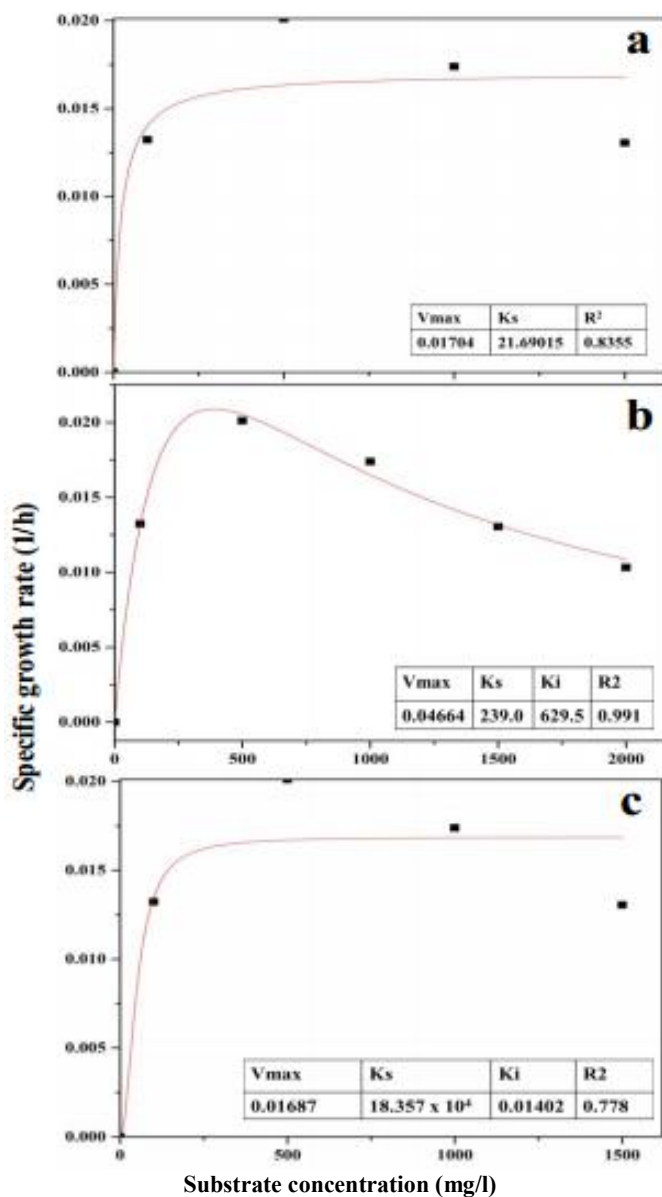 a
0.020
0.015
0.010
0.005
0.000
Vmax Ks R²
0.01704 21.69015 0.8355
0 500 1000 1500
b
0.020
0.015
0.010
0.005
0.000
Vmax Ks Ki R2
0.04664 239.0 629.5 0.991
0 500 1000 1500 2000
Specific growth rate (1/h)
c
0.020
0.015
0.010
0.005
0.000
Vmax Ks Ki R2
0.01687 18.357 x 10⁴ 0.01402 0.778
0 500 1000 1500
Substrate concentration (mg/l)